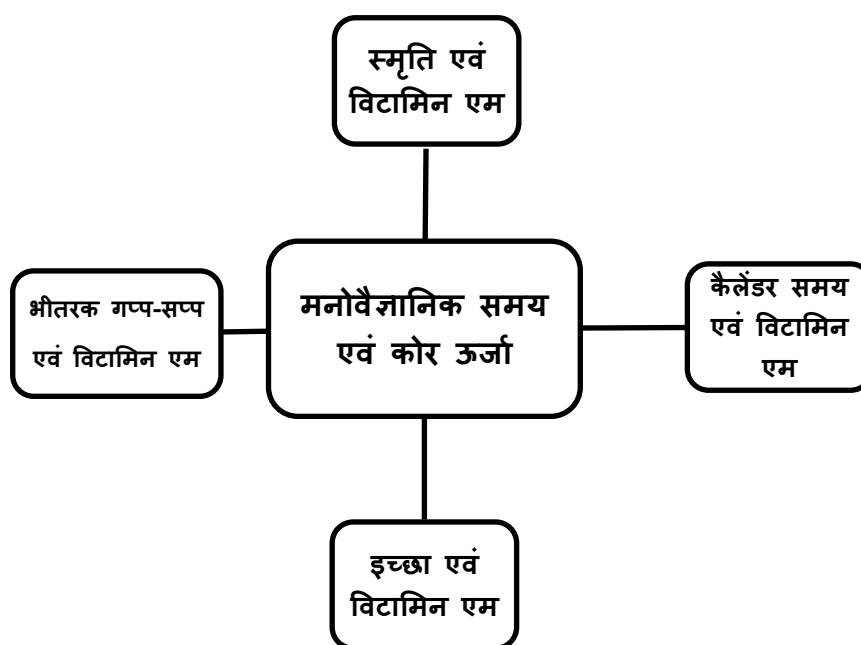 स्मृति एवं
विटामिन एम
भीतरक गप्प-सप्प
एवं विटामिन एम
मनोवैज्ञानिक समय
एवं कोर ऊर्जा
कैलेंडर समय
एवं विटामिन
एम
इच्छा एवं
विटामिन एम